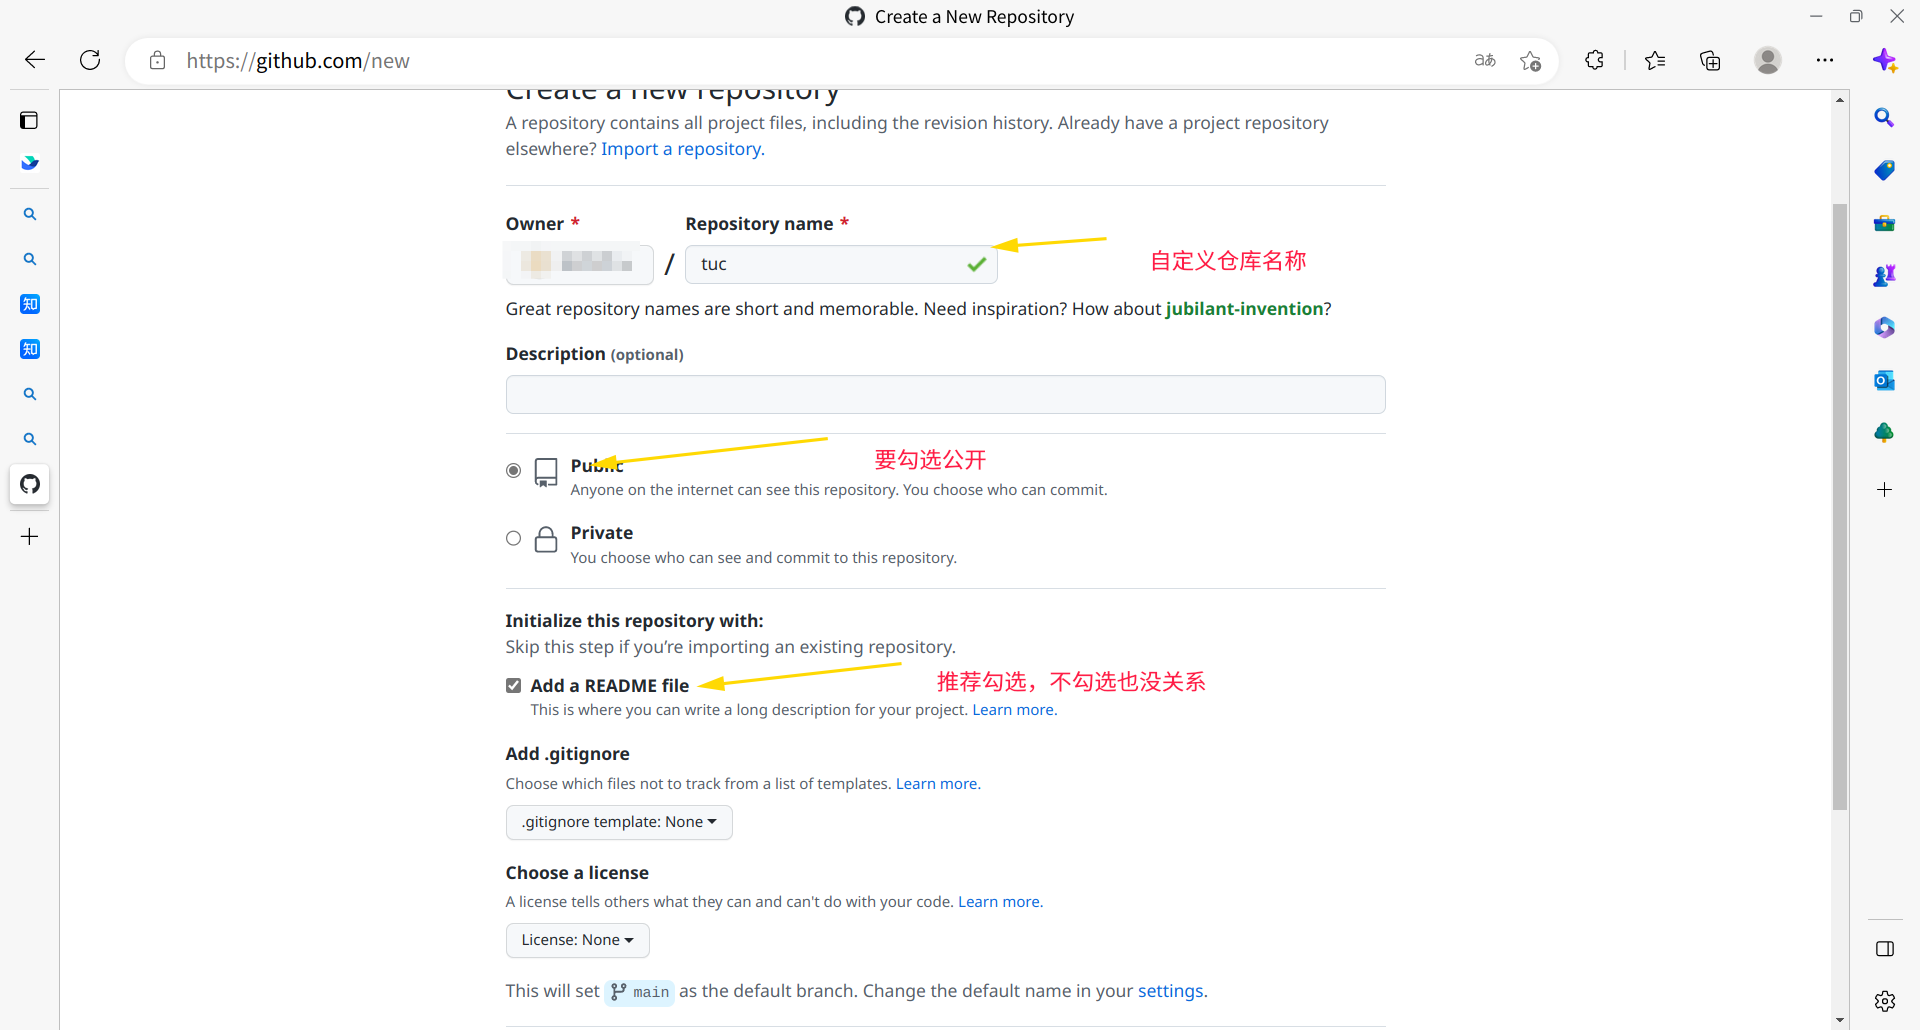 Create a New Repository
https://github.com/new
Create a new repository
A repository contains all project files, including the revision history. Already have a project repository
elsewhere? Import a repository.
Owner *
Repository name *
/
tuc
自定义仓库名称
Great repository names are short and memorable. Need inspiration? How about jubilant-invention?
Description (optional)
Public
要勾选公开
Anyone on the internet can see this repository. You choose who can commit.
Private
You choose who can see and commit to this repository.
Initialize this repository with:
Skip this step if you’re importing an existing repository.
Add a README file
推荐勾选，不勾选也没关系
This is where you can write a long description for your project. Learn more.
Add .gitignore
Choose which files not to track from a list of templates. Learn more.
.gitignore template: None
Choose a license
A license tells others what they can and can't do with your code. Learn more.
License: None
This will set main as the default branch. Change the default name in your settings.
知
知